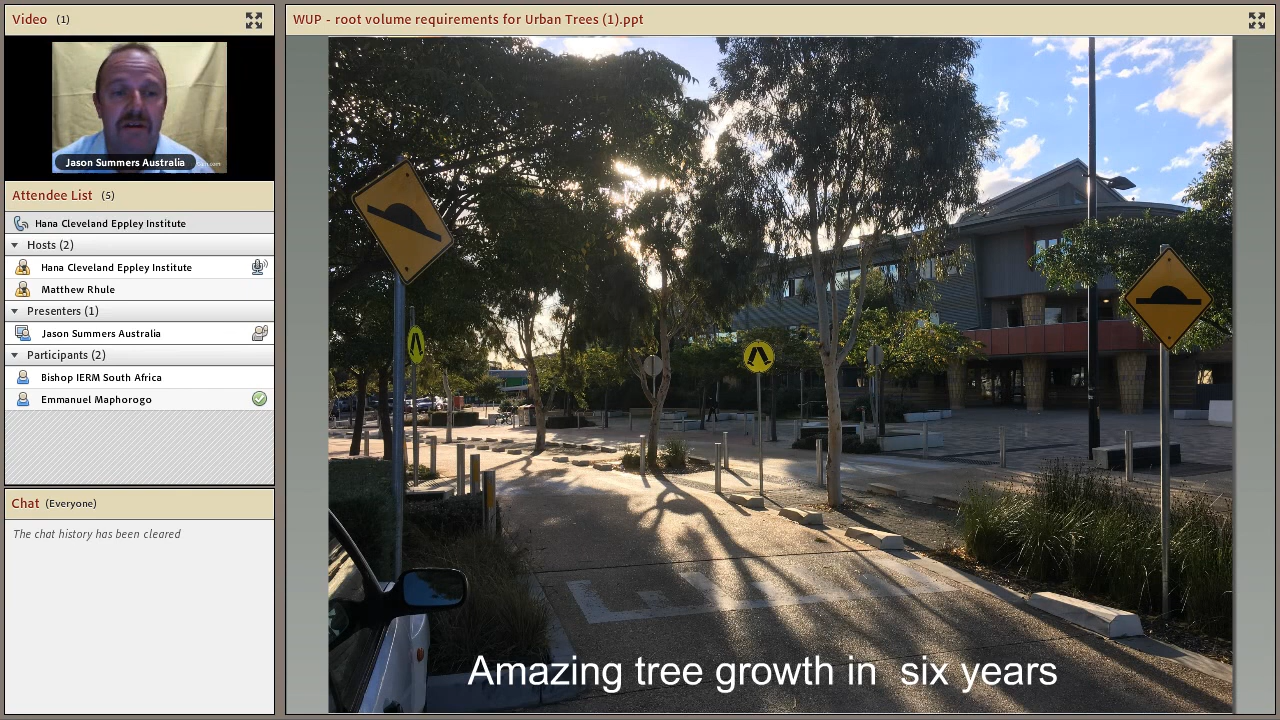 Video (1)
Jason Summers Australia
Attendee List (5)
Hana Cleveland Eppley Institute
Hosts (2)
Hana Cleveland Eppley Institute
Matthew Rhule
Presenters (1)
Jason Summers Australia
Participants (2)
Bishop IERM South Africa
Emmanuel Maphorogo
Chat (Everyone)
The chat history has been cleared
WUP - root volume requirements for Urban Trees (1).ppt
Amazing tree growth in  six years